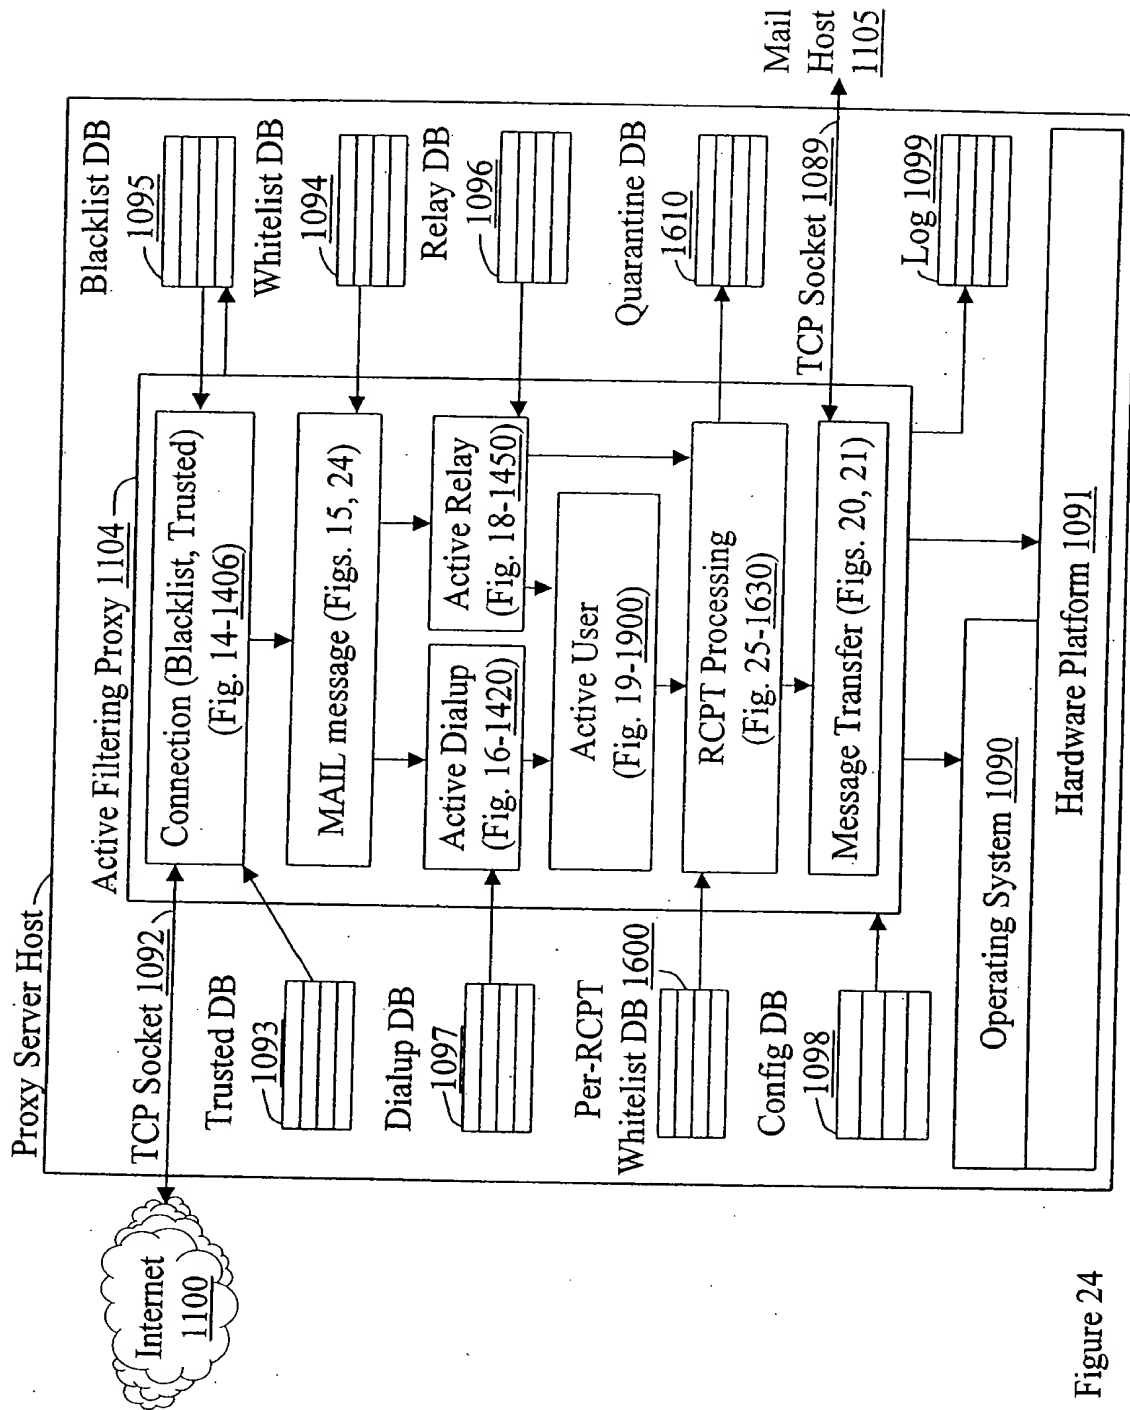 Proxy Server Host
Active Filtering Proxy 1104
TCP Socket 1092
Internet
1100
Connection (Blacklist, Trusted)
(Fig. 14-1406)
Blacklist DB
1095
Trusted DB
1093
MAIL message (Figs. 15, 24)
Whitelist DB
1094
Dialup DB
1097
Active Dialup
(Fig. 16-1420)
Active Relay
(Fig. 18-1450)
Relay DB
1096
Active User
(Fig. 19-1900)
Per-RCPT
Whitelist DB 1600
RCPT Processing
(Fig. 25-1630)
Quarantine DB
1610
Config DB
1098
Message Transfer (Figs. 20, 21)
TCP Socket 1089
Mail
Host
1105
Log 1099
Operating System 1090
Hardware Platform 1091
Figure 24